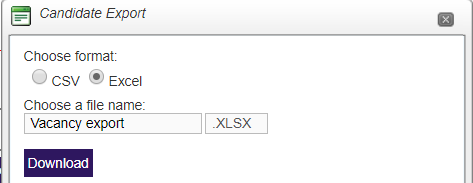 Candidate Export
Choose format:
CSV Excel
Choose a file name:
Vacancy export .XLSX
Download